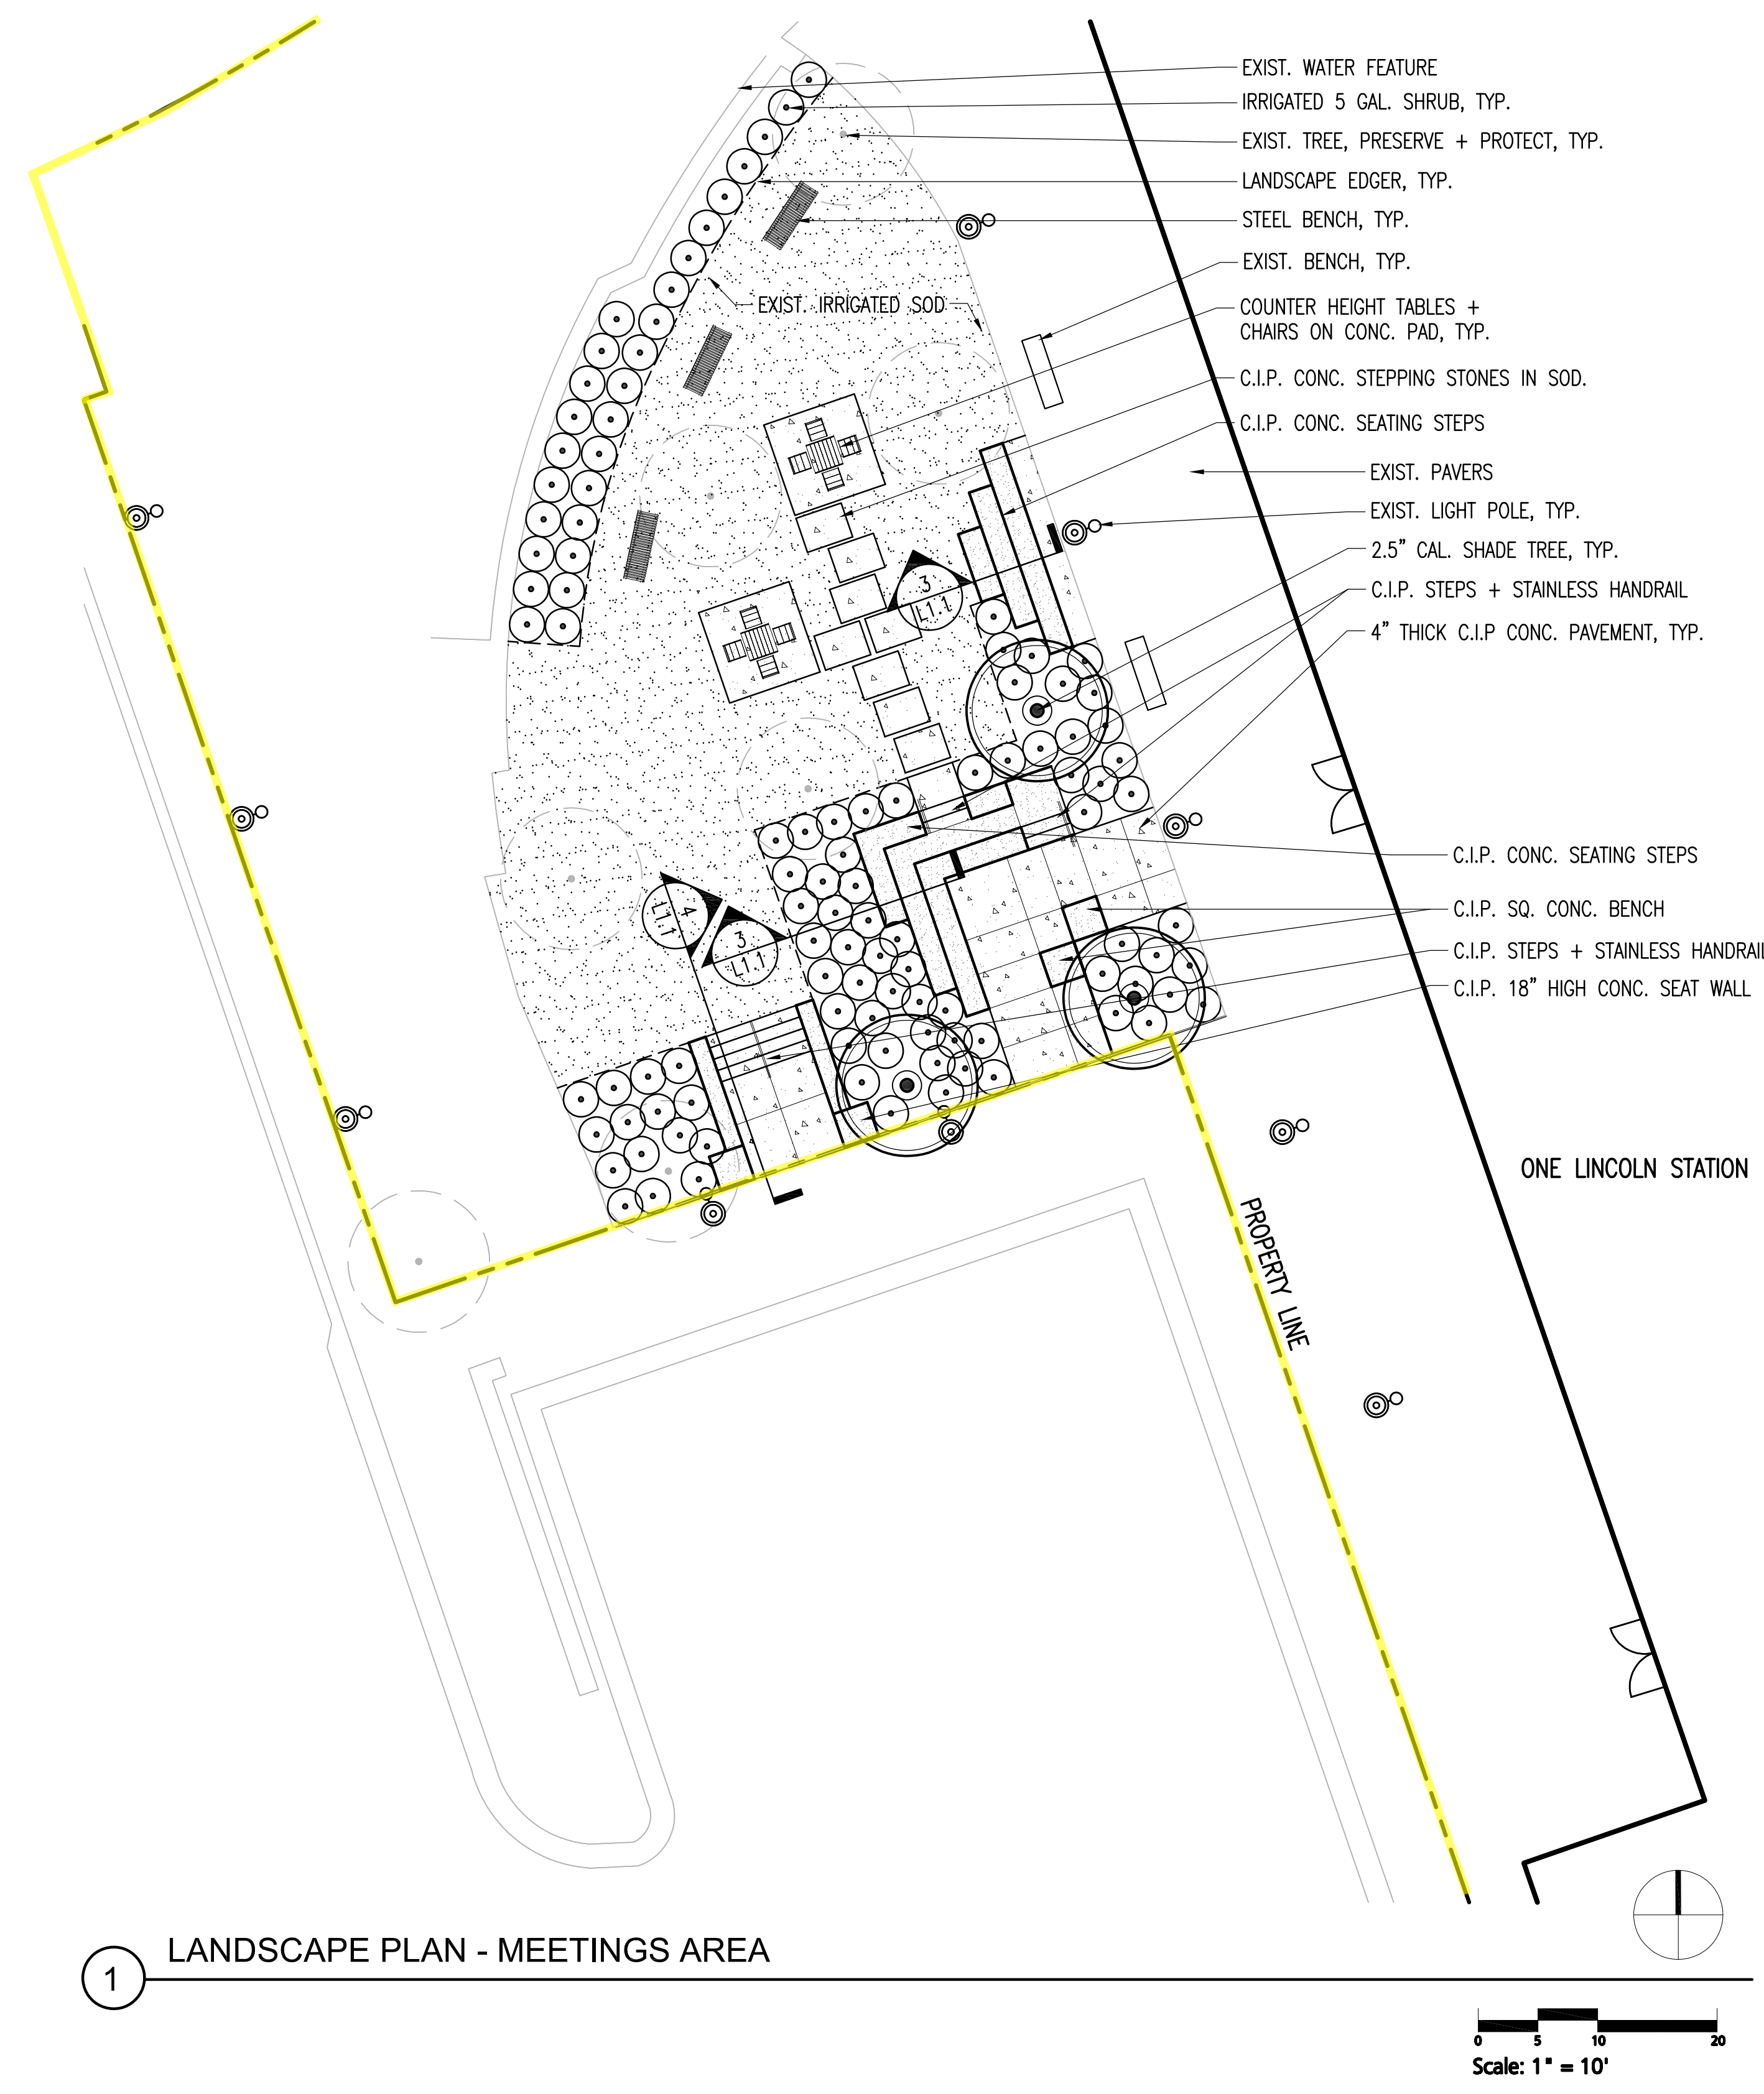 EXIST. WATER FEATURE
IRRIGATED 5 GAL. SHRUB, TYP.
EXIST. TREE, PRESERVE + PROTECT, TYP.
LANDSCAPE EDGER, TYP.
STEEL BENCH, TYP.
EXIST. BENCH, TYP.
EXIST. IRRIGATED SOD
COUNTER HEIGHT TABLES +
CHAIRS ON CONC. PAD, TYP.
C.I.P. CONC. STEPPING STONES IN SOD.
C.I.P. CONC. SEATING STEPS
EXIST. PAVERS
EXIST. LIGHT POLE, TYP.
2.5" CAL. SHADE TREE, TYP.
C.I.P. STEPS + STAINLESS HANDRAIL
4" THICK C.I.P CONC. PAVEMENT, TYP.
3
L1.1
C.I.P. CONC. SEATING STEPS
C.I.P. SQ. CONC. BENCH
C.I.P. STEPS + STAINLESS HANDRAIL
C.I.P. 18" HIGH CONC. SEAT WALL
4
L1.1
3
L1.1
ONE LINCOLN STATION
PROPERTY LINE
1
LANDSCAPE PLAN - MEETINGS AREA
0 5 10 20
Scale: 1" = 10'